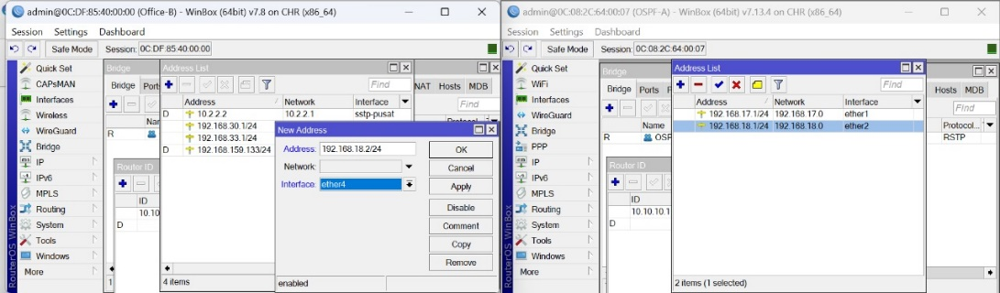 admin@0C:DF:85:40:00:00 (Office-B) - WinBox (64bit) v7.8 on CHR (x86_64)
Session Settings Dashboard
Safe Mode Session: 0C:DF:85:40:00:00
RouterOS WinBox
Quick Set
CAPsMAN
Interfaces
Wireless
WireGuard
Bridge
IP
IPv6
MPLS
Routing
System
Tools
Windows
More
Bridge
Bridge
R
Router ID
ID
10.10.
D
1
Address List
Find
Address Network Interface
D 10.2.2.2 10.2.2.1 sstp-pusat
192.168.30.1/24
192.168.33.1/24
D 192.168.159.133/24
4 items
NAT Hosts MDB
Find
New Address
Address: 192.168.18.2/24
Network:
Interface: ether4
OK
Cancel
Apply
Disable
Comment
Copy
Remove
enabled
admin@0C:08:2C:64:00:07 (OSPF-A) - WinBox (64bit) v7.13.4 on CHR (x86_64)
Session Settings Dashboard
Safe Mode Session: 0C:08:2C:64:00:07
RouterOS WinBox
Quick Set
WiFi
Interfaces
WireGuard
Bridge
PPP
IP
IPv6
MPLS
Routing
System
Tools
Windows
More
Bridge
Bridge Ports
Name
R OSP
Router ID
ID
10.10.10.1
D
Address List
Find
Address Network Interface
192.168.17.1/24 192.168.17.0 ether1
192.168.18.1/24 192.168.18.0 ether2
2 items (1 selected)
Hosts MDB
Find
Protocol...
RSTP